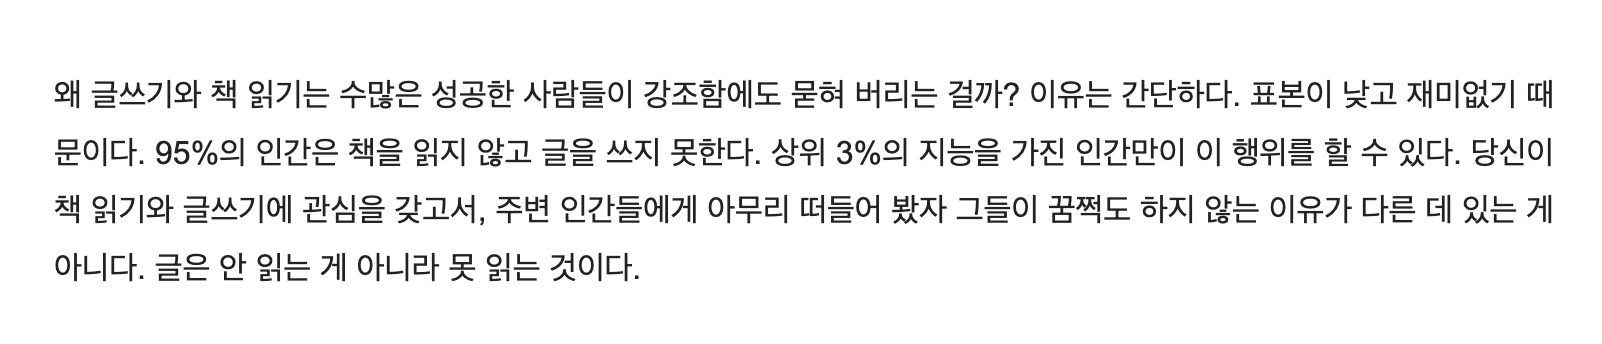 왜 글쓰기와 책 읽기는 수많은 성공한 사람들이 강조함에도 묻혀 버리는 걸까? 이유는 간단하다. 표본이 낮고 재미없기 때
문이다. 95%의 인간은 책을 읽지 않고 글을 쓰지 못한다. 상위 3%의 지능을 가진 인간만이 이 행위를 할 수 있다. 당신이
책 읽기와 글쓰기에 관심을 갖고서, 주변 인간들에게 아무리 떠들어 봤자 그들이 꿈쩍도 하지 않는 이유가 다른 데 있는 게
아니다. 글은 안 읽는 게 아니라 못 읽는 것이다.